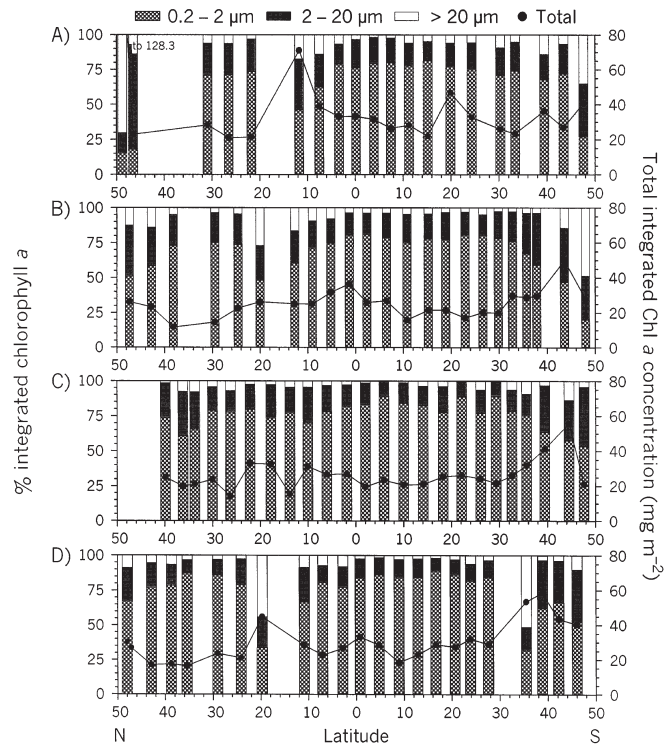 0.2 – 2 µm 2 – 20 µm > 20 µm Total
A)
to 128.3
100 75 50 25 0
80 60 40 20 0
50 40 30 20 10 0 10 20 30 40 50
B)
100 75 50 25 0
80 60 40 20 0
50 40 30 20 10 0 10 20 30 40 50
C)
100 75 50 25 0
80 60 40 20 0
50 40 30 20 10 0 10 20 30 40 50
D)
100 75 50 25 0
80 60 40 20 0
50 40 30 20 10 0 10 20 30 40 50
N Latitude S
% integrated chlorophyll a
Total integrated Chl a concentration (mg m⁻²)